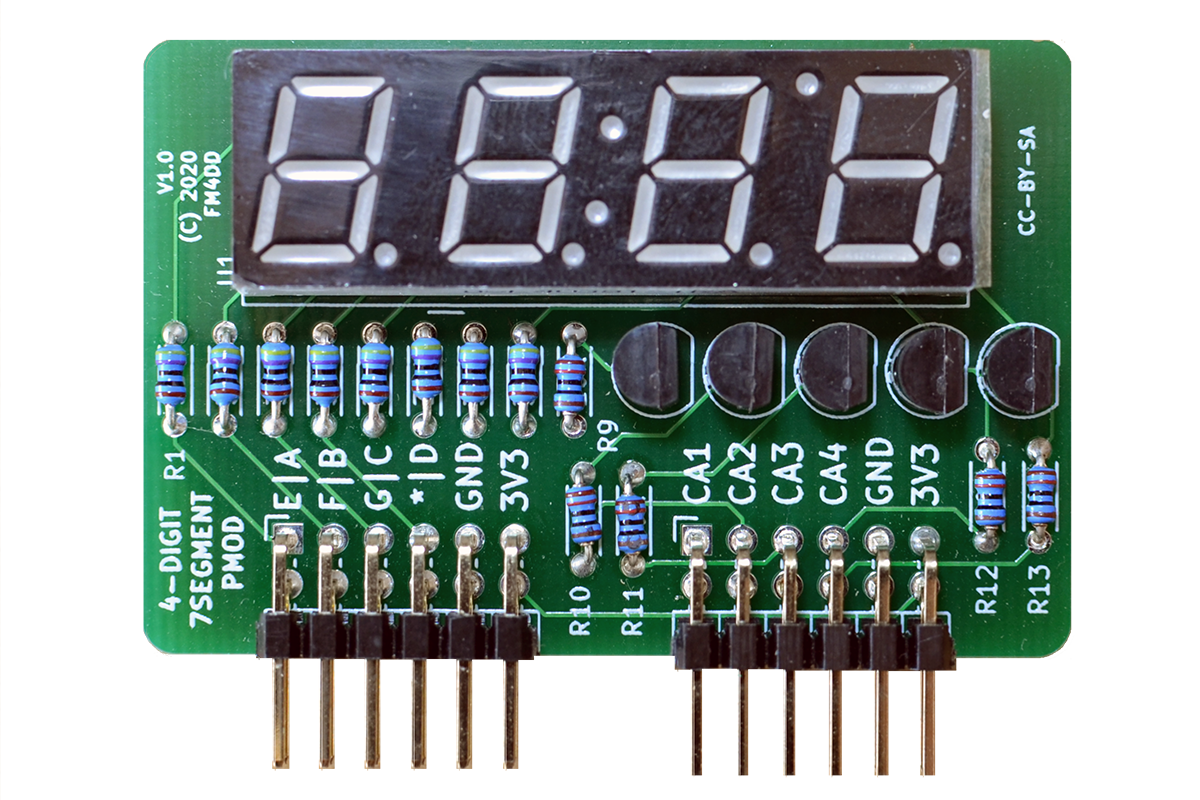 V1.0
(C) 2020
FM4DD
U1
CC-BY-SA
R1
R9
E|A
F|B
G|C
*|D
GND
3V3
CA1
CA2
CA3
CA4
GND
3V3
4-DIGIT
7SEGMENT
PMOD
R10
R11
R12
R13